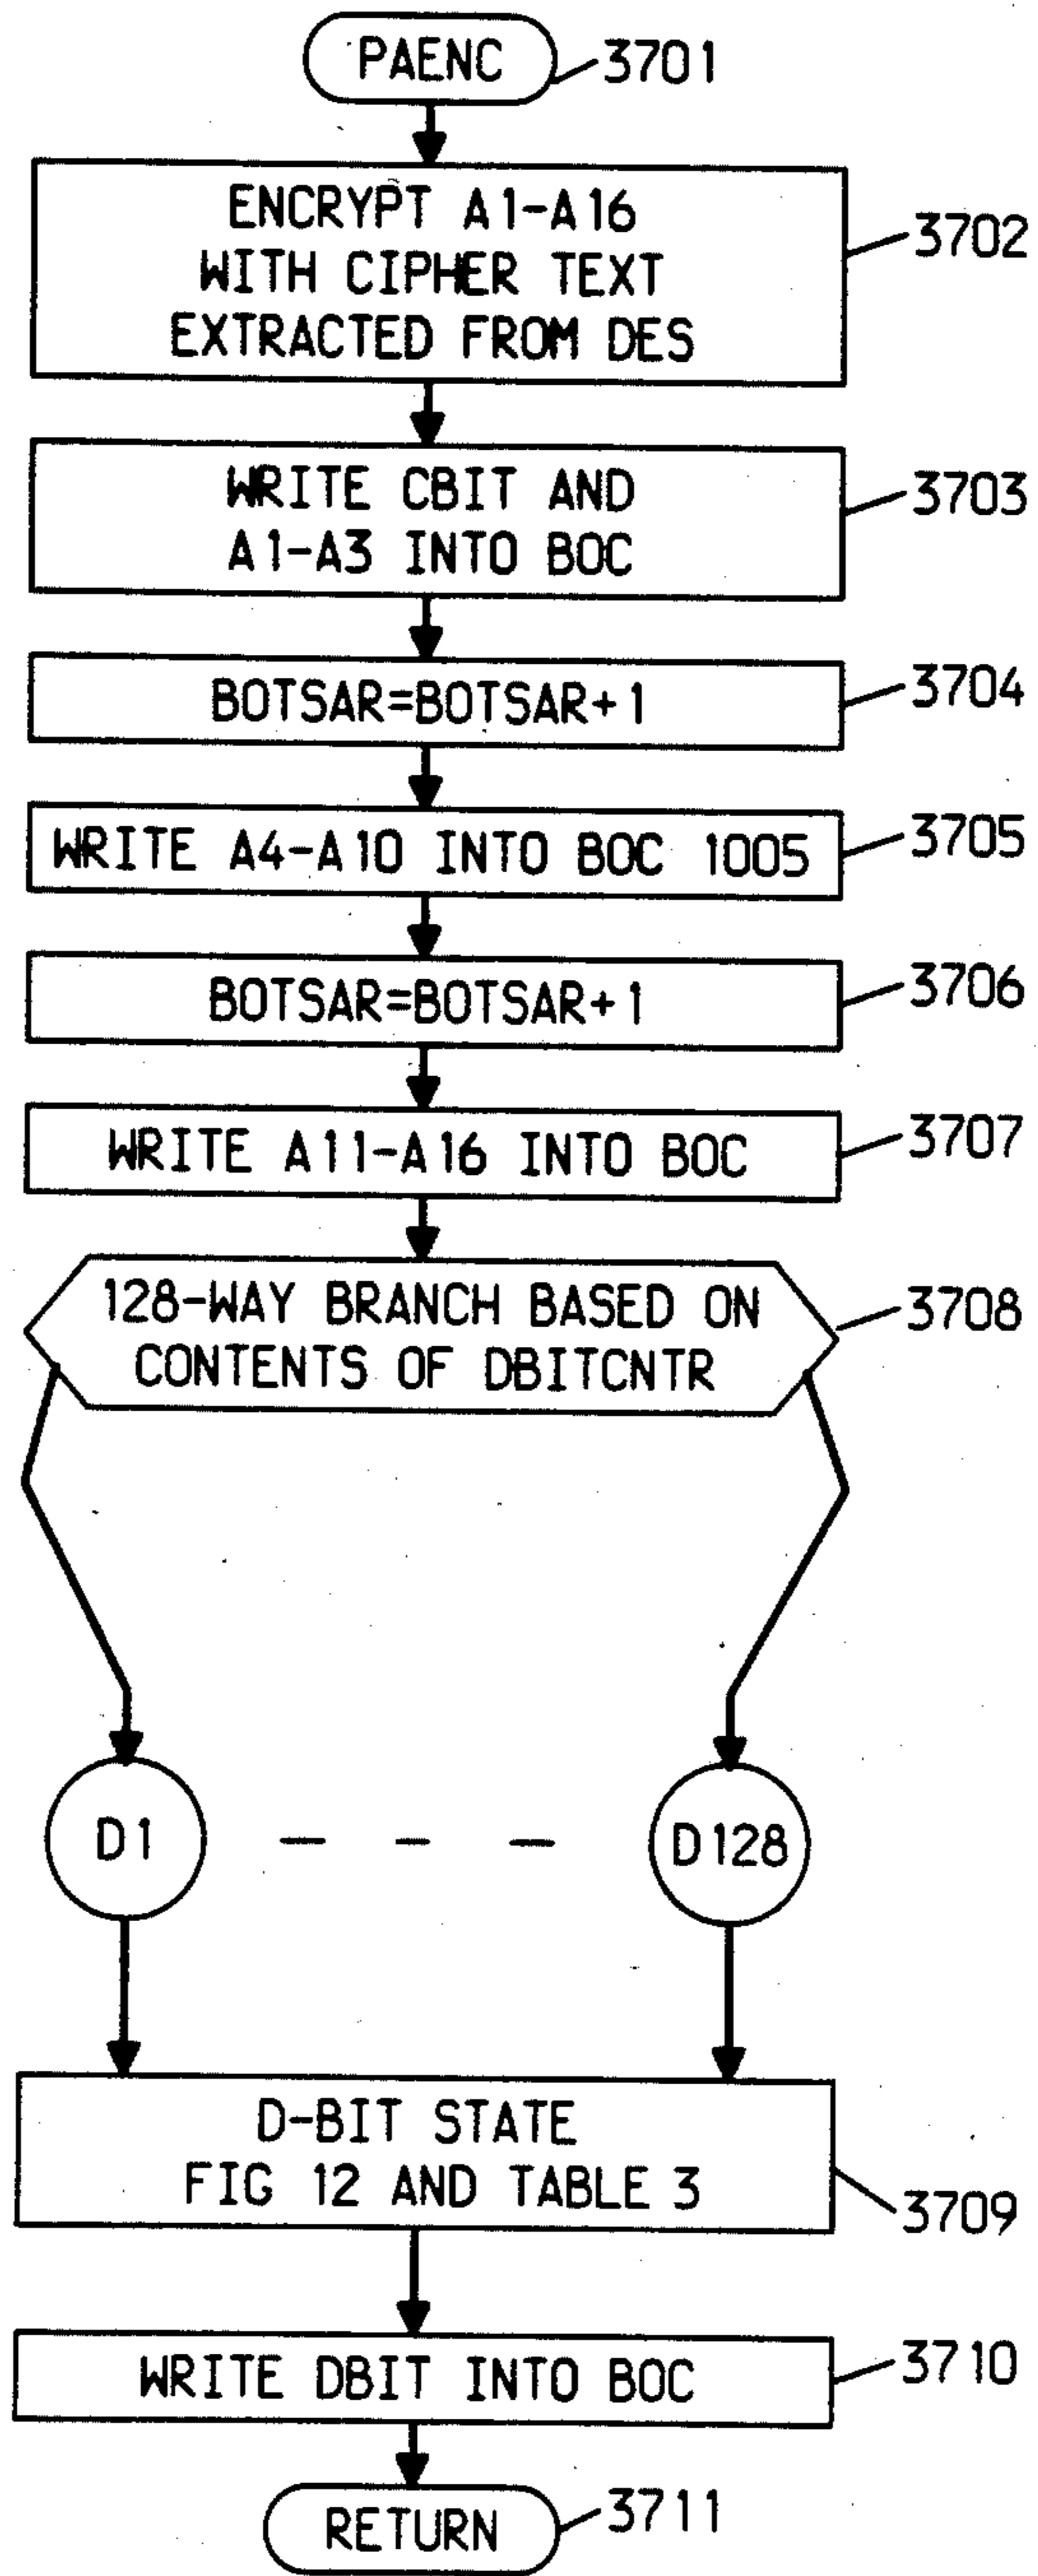 PAENC
3701
ENCRYPT A1-A16
WITH CIPHER TEXT
EXTRACTED FROM DES
3702
WRITE CBIT AND
A1-A3 INTO BOC
3703
BOTSAR=BOTSAR+1
3704
WRITE A4-A10 INTO BOC 1005
3705
BOTSAR=BOTSAR+1
3706
WRITE A11-A16 INTO BOC
3707
128-WAY BRANCH BASED ON
CONTENTS OF DBITCNTR
3708
D1
D128
D-BIT STATE
FIG 12 AND TABLE 3
3709
WRITE DBIT INTO BOC
3710
RETURN
3711